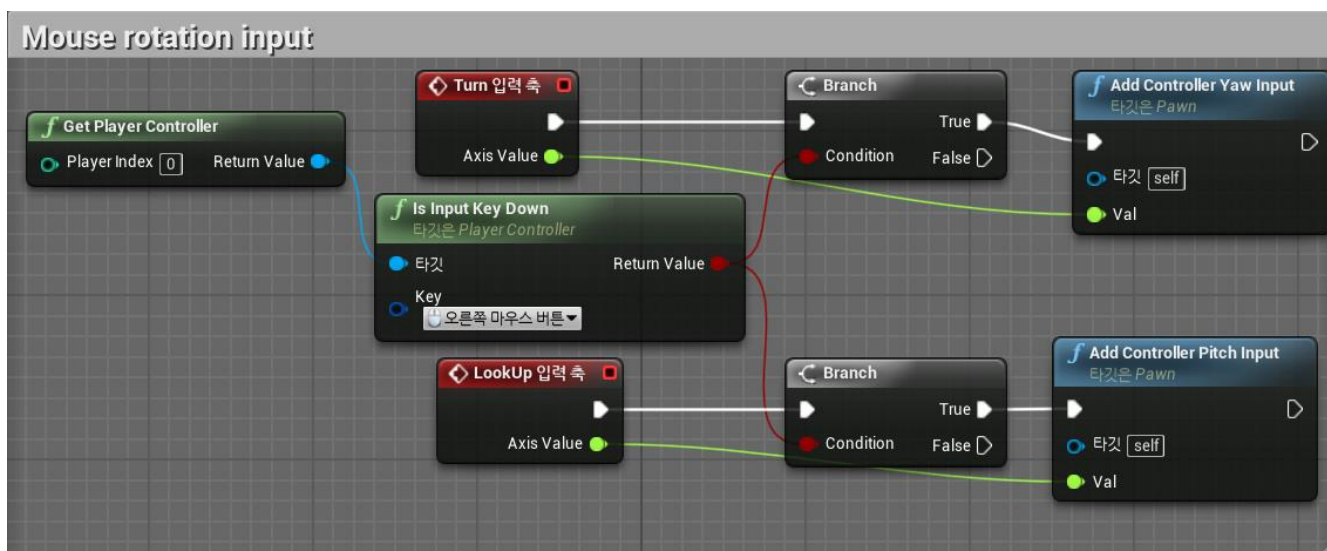 Mouse rotation input
Turn 입력 축
Axis Value
Branch
True
Condition
False
Add Controller Yaw Input
타깃은 Pawn
타깃 self
Val
Get Player Controller
Player Index 0 Return Value
Is Input Key Down
타깃은 Player Controller
타깃 Return Value
Key
오른쪽 마우스 버튼
LookUp 입력 축
Axis Value
Branch
True
Condition
False
Add Controller Pitch Input
타깃은 Pawn
타깃 self
Val